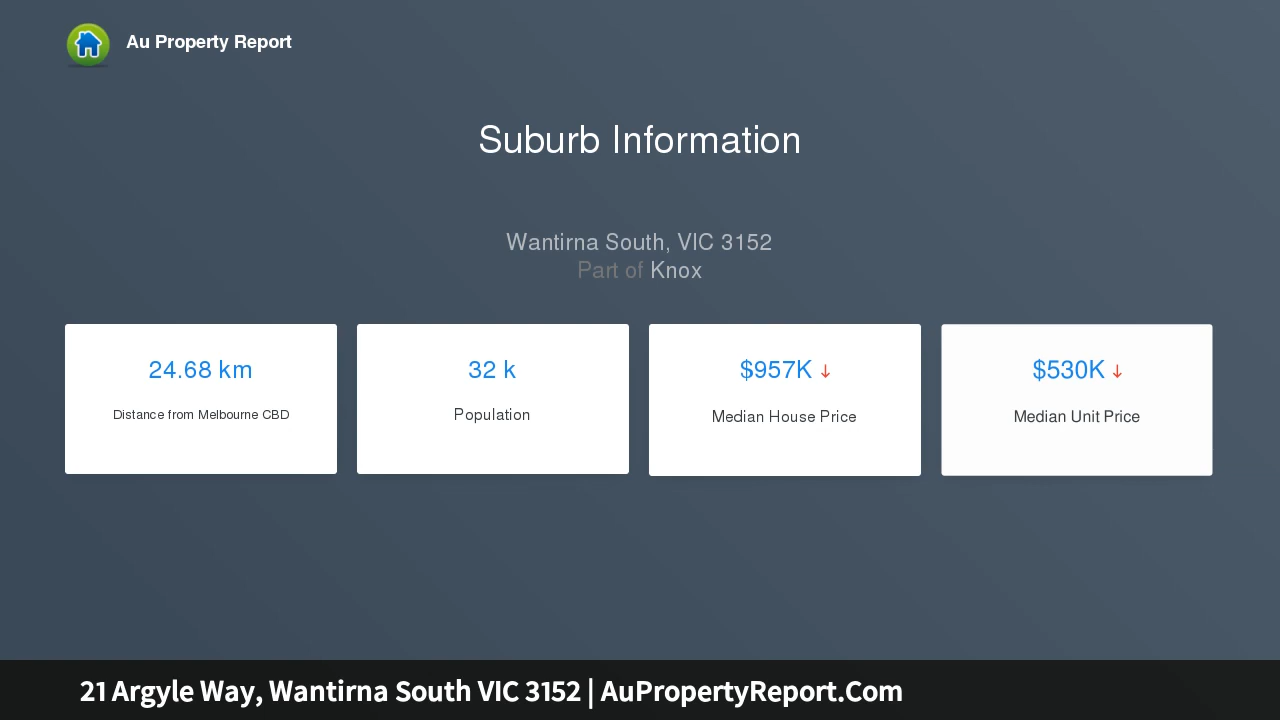 Au Property Report
Suburb Information
Wantirna South, VIC 3152
Part of Knox
24.68 km
Distance from Melbourne CBD
32 k
Population
$957K ↓
Median House Price
$530K ↓
Median Unit Price
21 Argyle Way, Wantirna South VIC 3152 | AuPropertyReport.Com